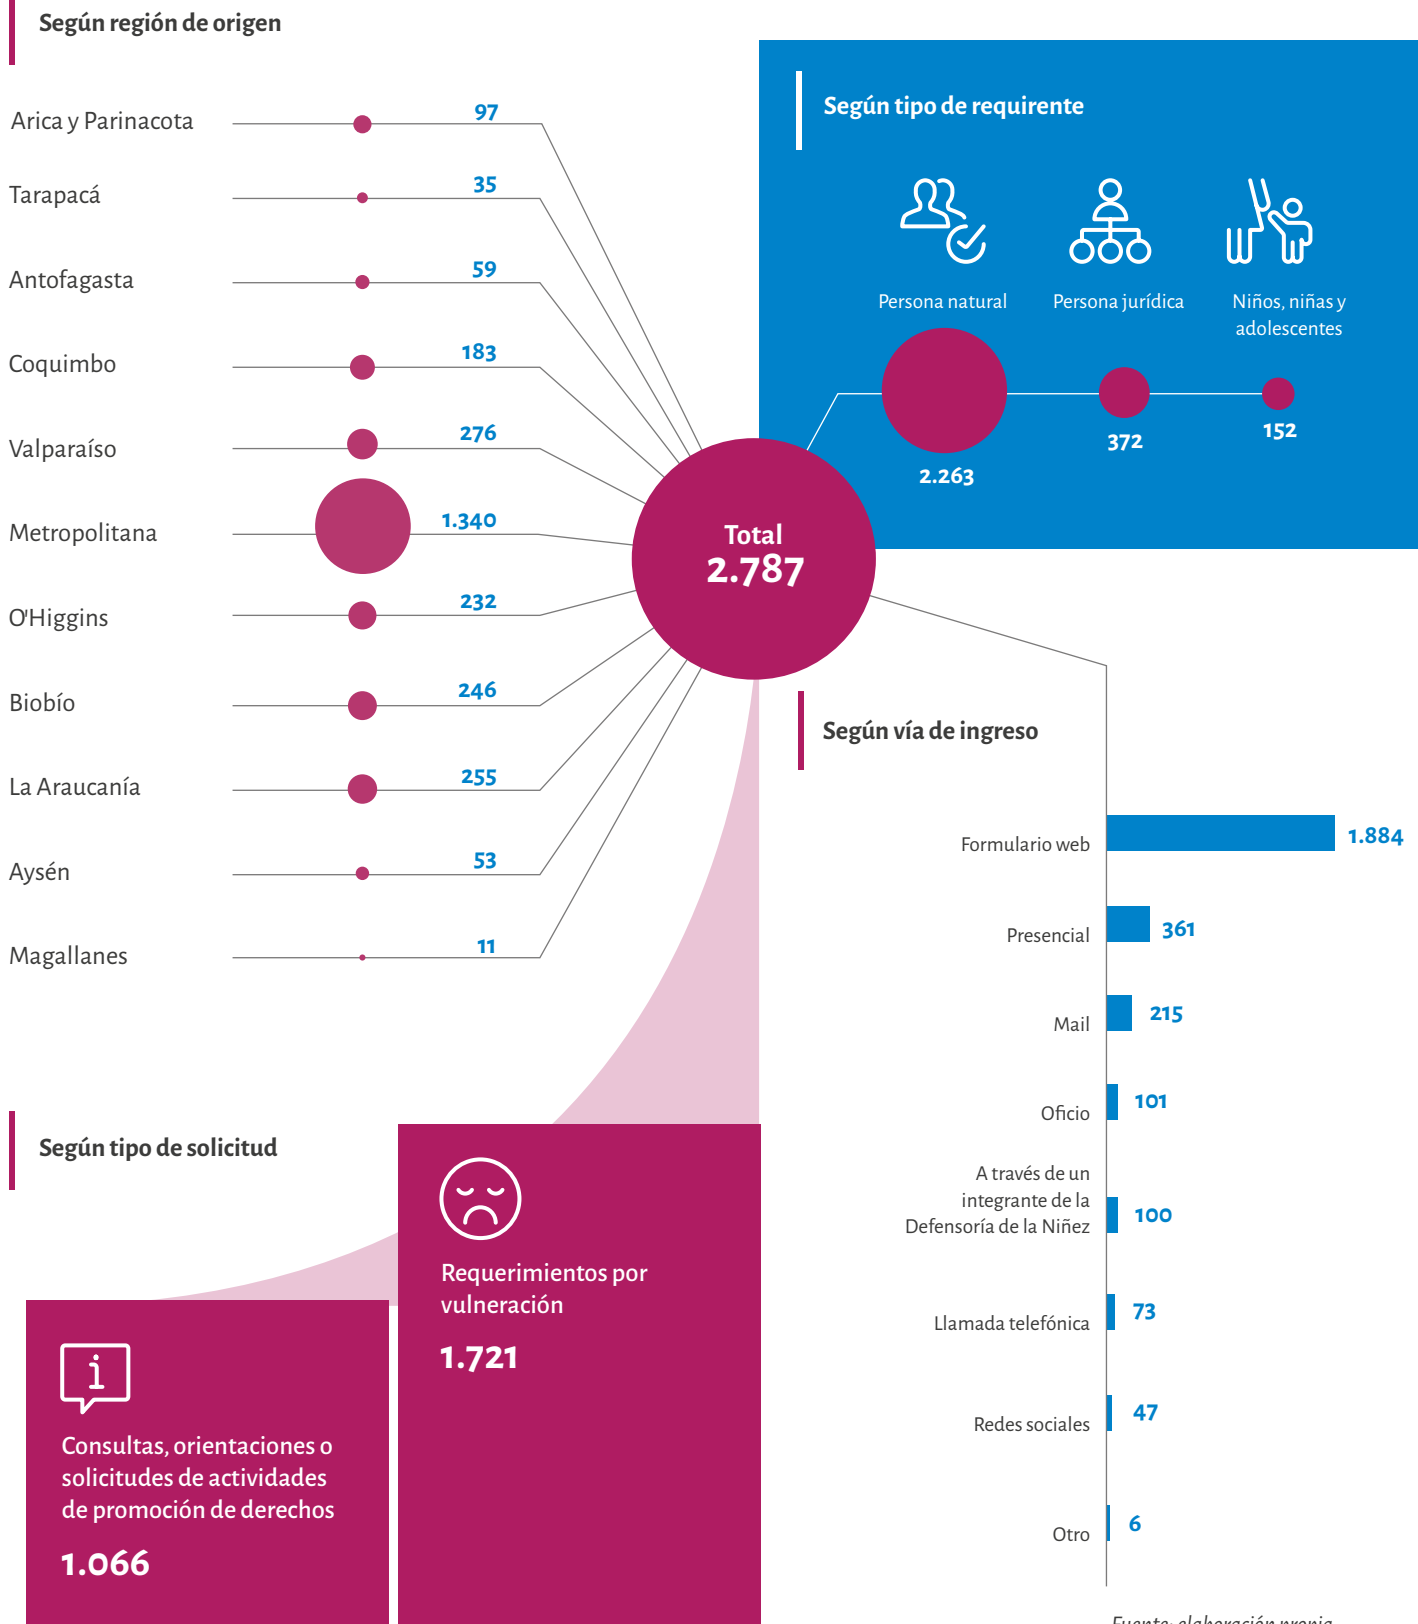 Según región de origen
Arica y Parinacota
97
Tarapacá
35
Antofagasta
59
Coquimbo
183
Valparaíso
276
Metropolitana
1.340
O'Higgins
232
Biobío
246
La Araucanía
255
Aysén
53
Magallanes
11
Total
2.787
Según tipo de requirente
Persona natural
2.263
Persona jurídica
372
Niños, niñas y
adolescentes
152
Según vía de ingreso
Formulario web
1.884
Presencial
361
Mail
215
Oficio
101
A través de un
integrante de la
Defensoría de la Niñez
100
Llamada telefónica
73
Redes sociales
47
Otro
6
Según tipo de solicitud
Requerimientos por
vulneración
1.721
i
Consultas, orientaciones o
solicitudes de actividades
de promoción de derechos
1.066
Fuente: elaboración propia